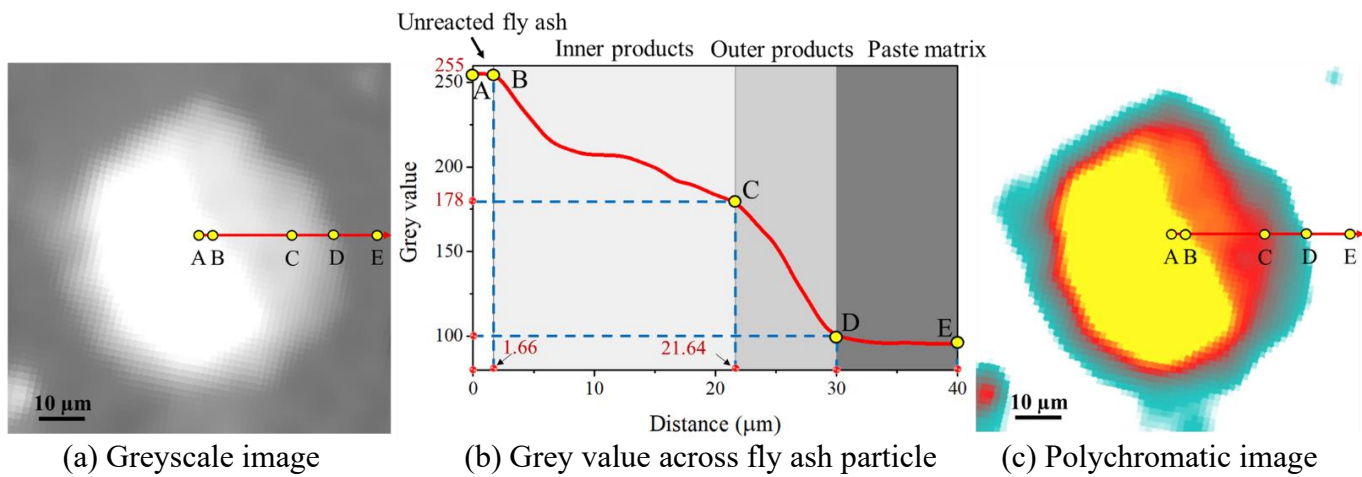 Unreacted fly ash
Inner products Outer products Paste matrix
A B C D E
10 µm
(a) Greyscale image
Grey value
255
250
200
178
150
100
A
B
C
D
E
1.66
21.64
0 10 20 30 40
Distance (µm)
(b) Grey value across fly ash particle
A B C D E
10 µm
(c) Polychromatic image